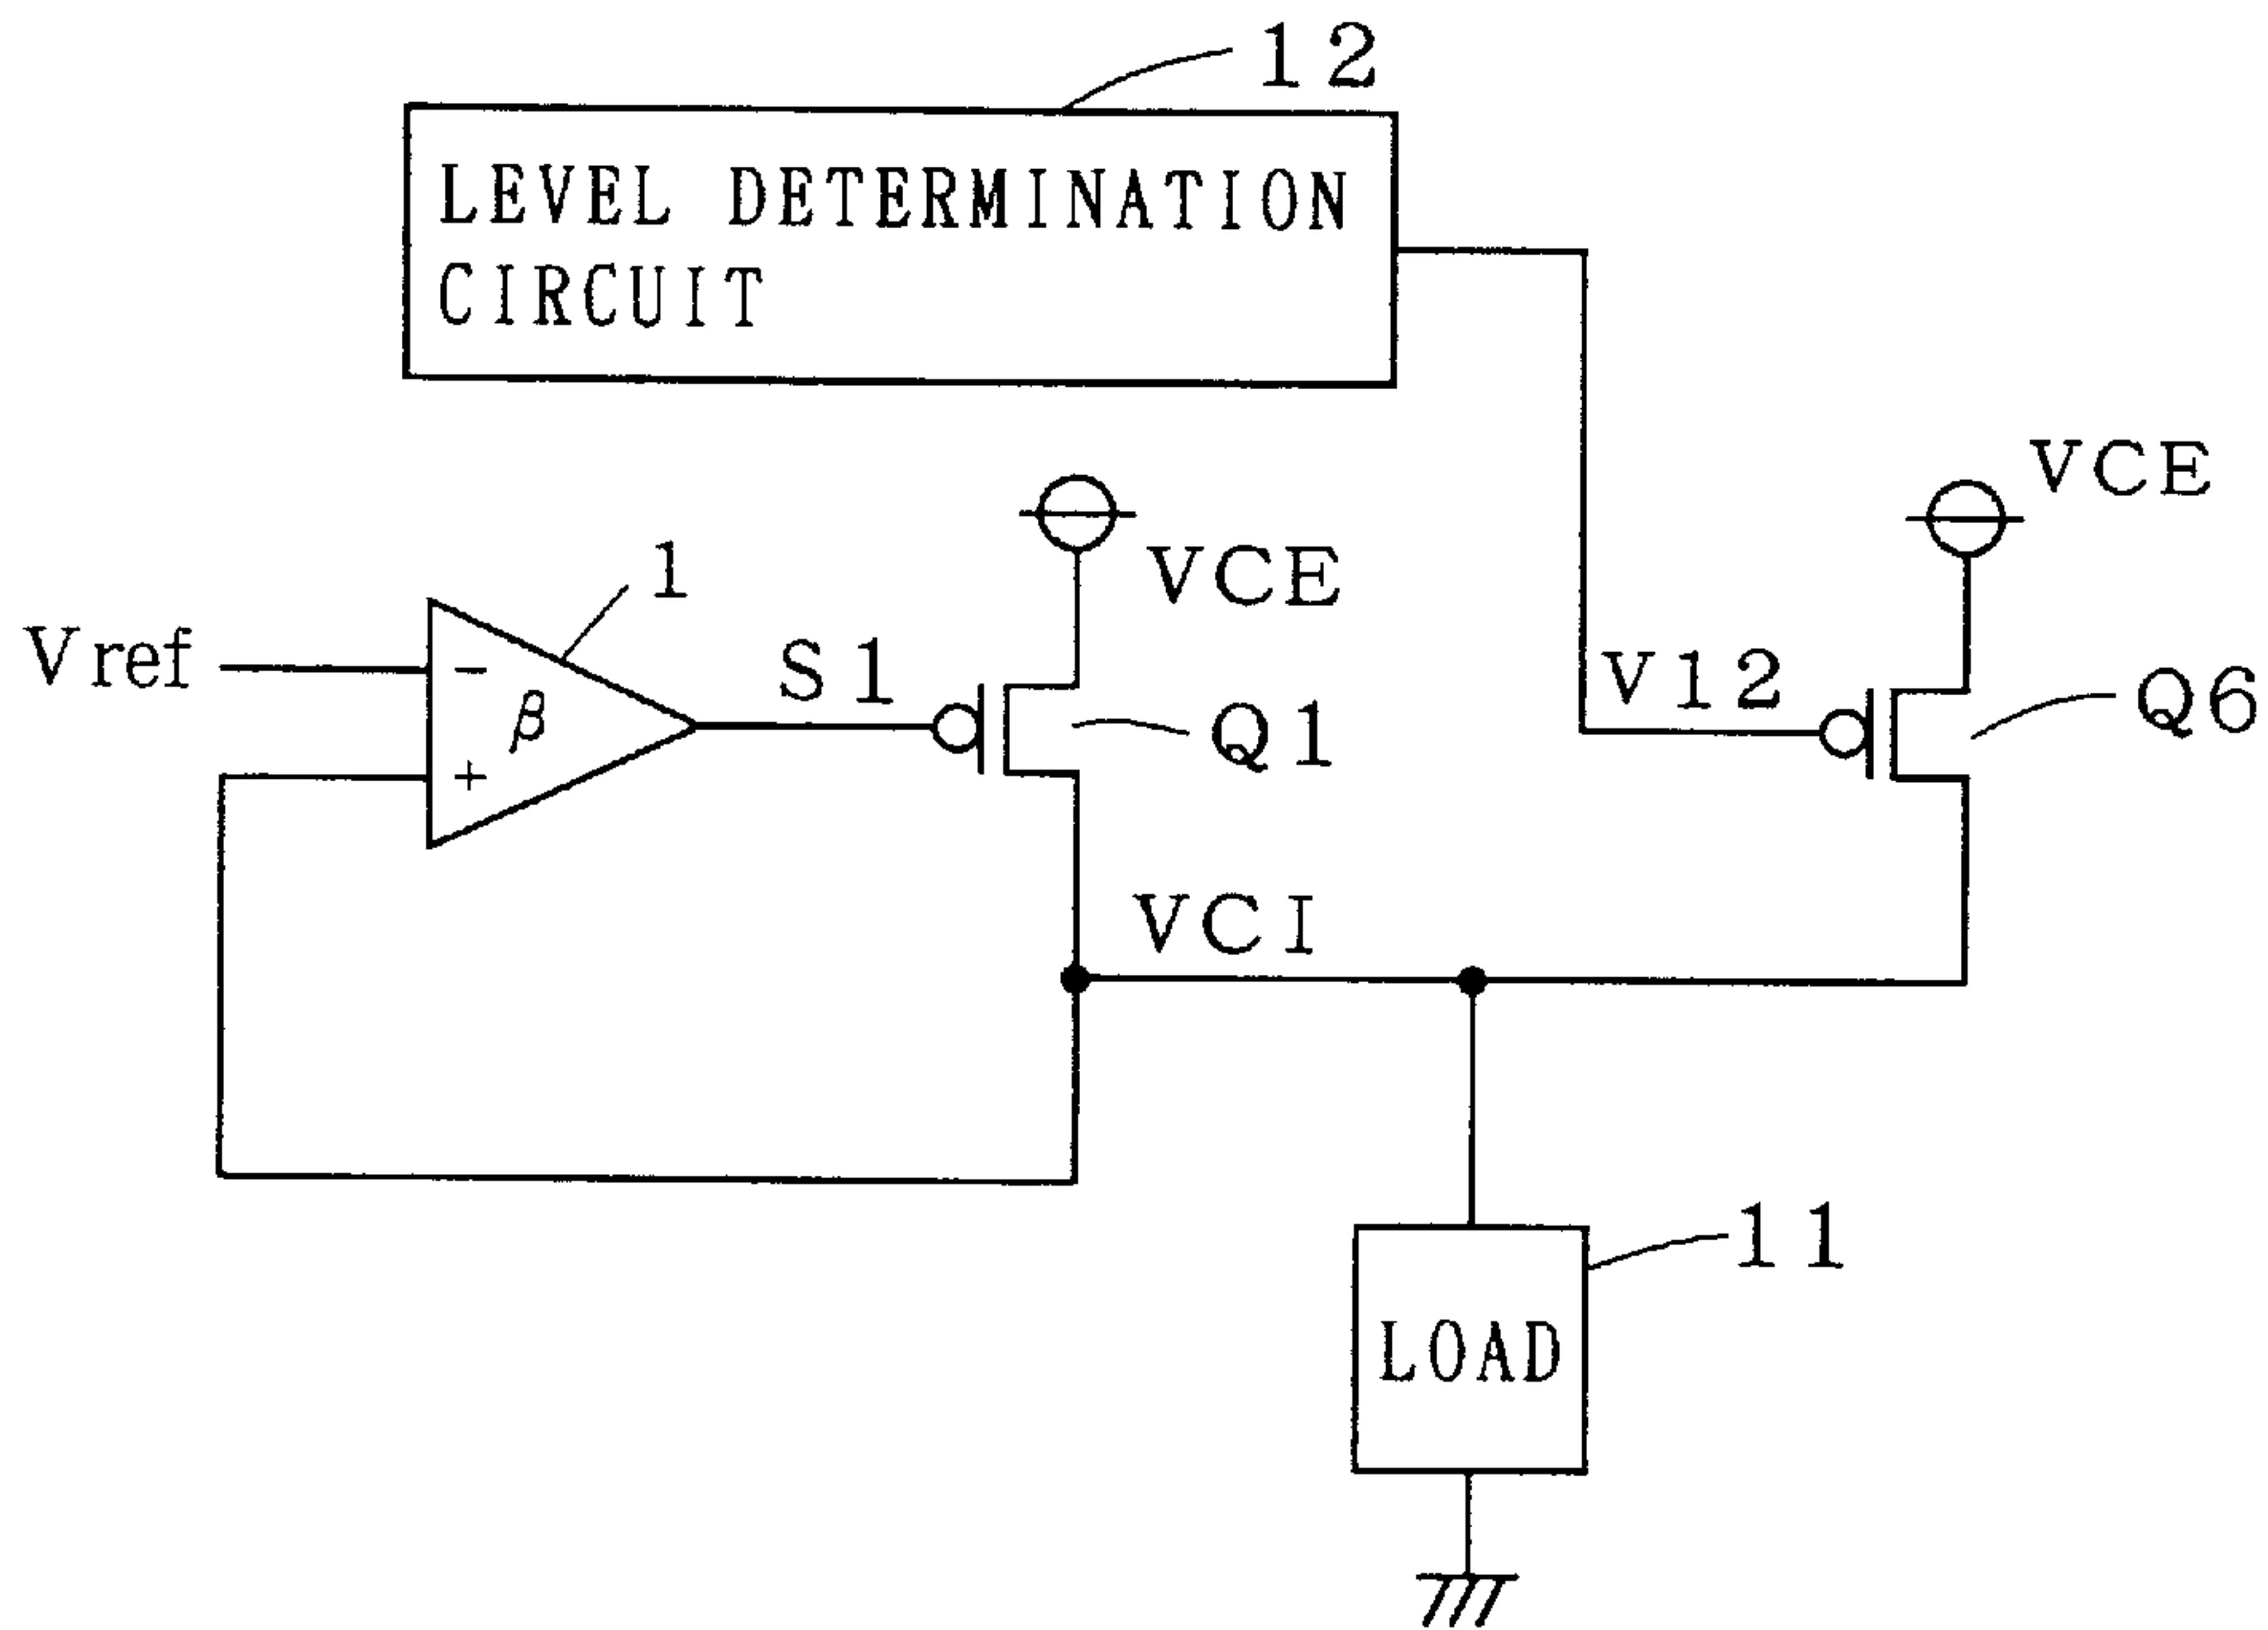 12
LEVEL DETERMINATION
CIRCUIT
VCE
VCE
1
Vref
-
β
+
S1
Q1
V12
Q6
VCI
11
LOAD